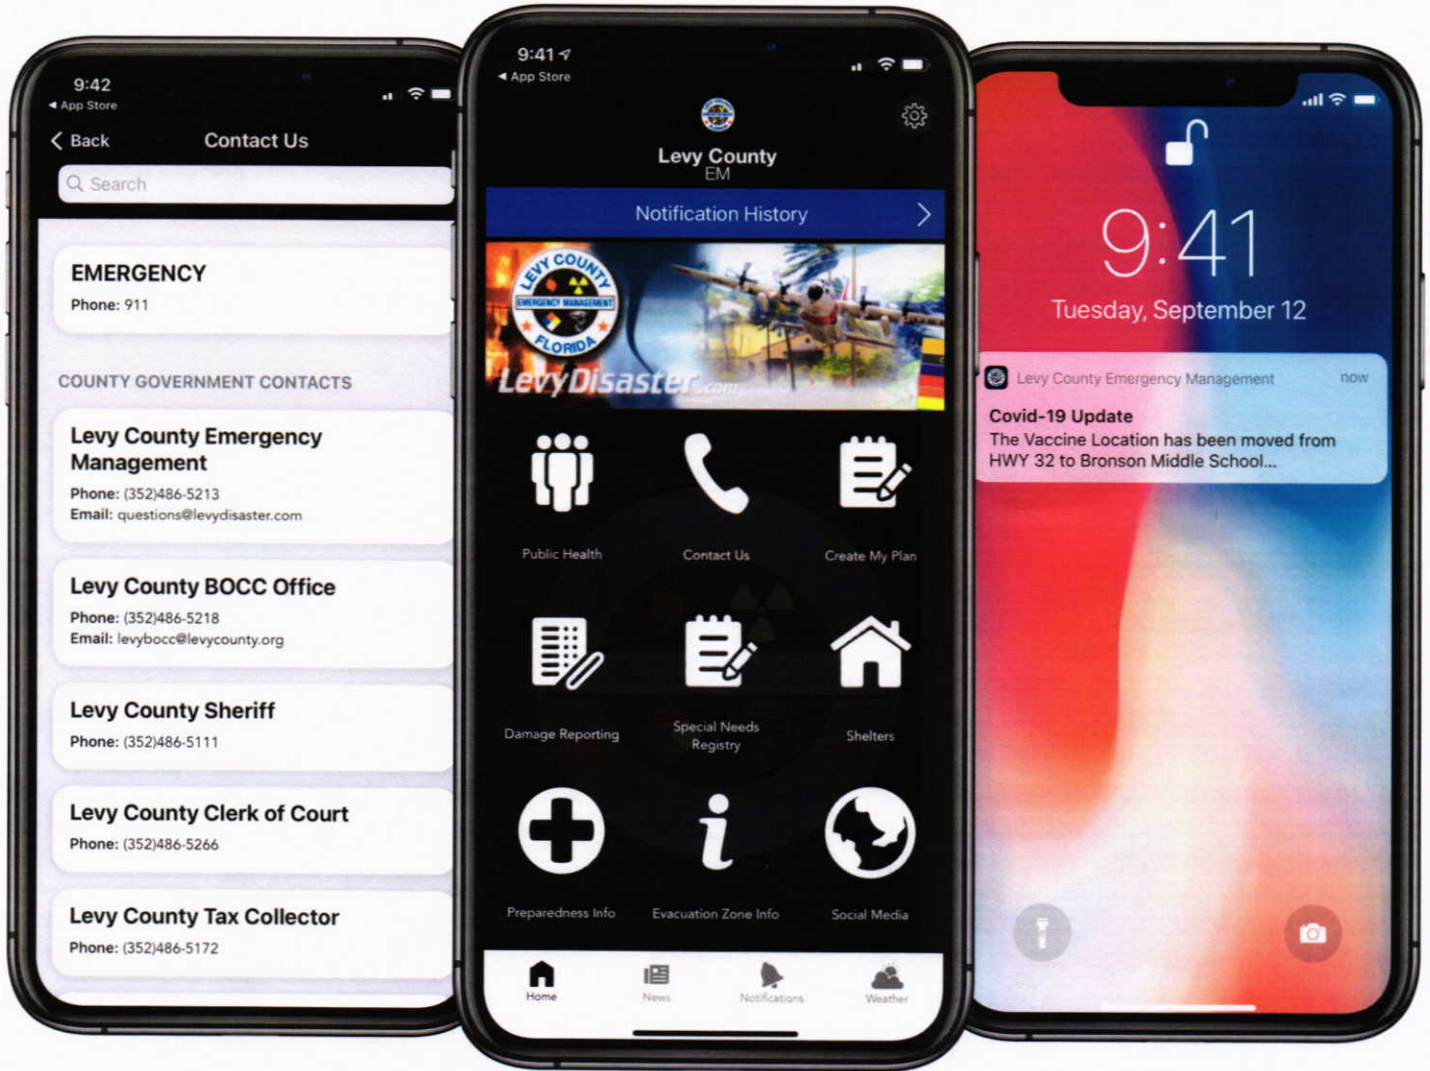 9:42
App Store
Back
Contact Us
Search
EMERGENCY
Phone: 911
COUNTY GOVERNMENT CONTACTS
Levy County Emergency
Management
Phone: (352)486-5213
Email: questions@levydisaster.com
Levy County BOCC Office
Phone: (352)486-5218
Email: levybocc@levycounty.org
Levy County Sheriff
Phone: (352)486-5111
Levy County Clerk of Court
Phone: (352)486-5266
Levy County Tax Collector
Phone: (352)486-5172
9:41
App Store
Levy County
EM
Notification History
LEVY COUNTY
EMERGENCY MANAGEMENT
FLORIDA
LevyDisaster.com
Public Health
Contact Us
Create My Plan
Damage Reporting
Special Needs
Registry
Shelters
Preparedness Info
Evacuation Zone Info
Social Media
Home
News
Notifications
Weather
9:41
Tuesday, September 12
Levy County Emergency Management
now
Covid-19 Update
The Vaccine Location has been moved from
HWY 32 to Bronson Middle School...